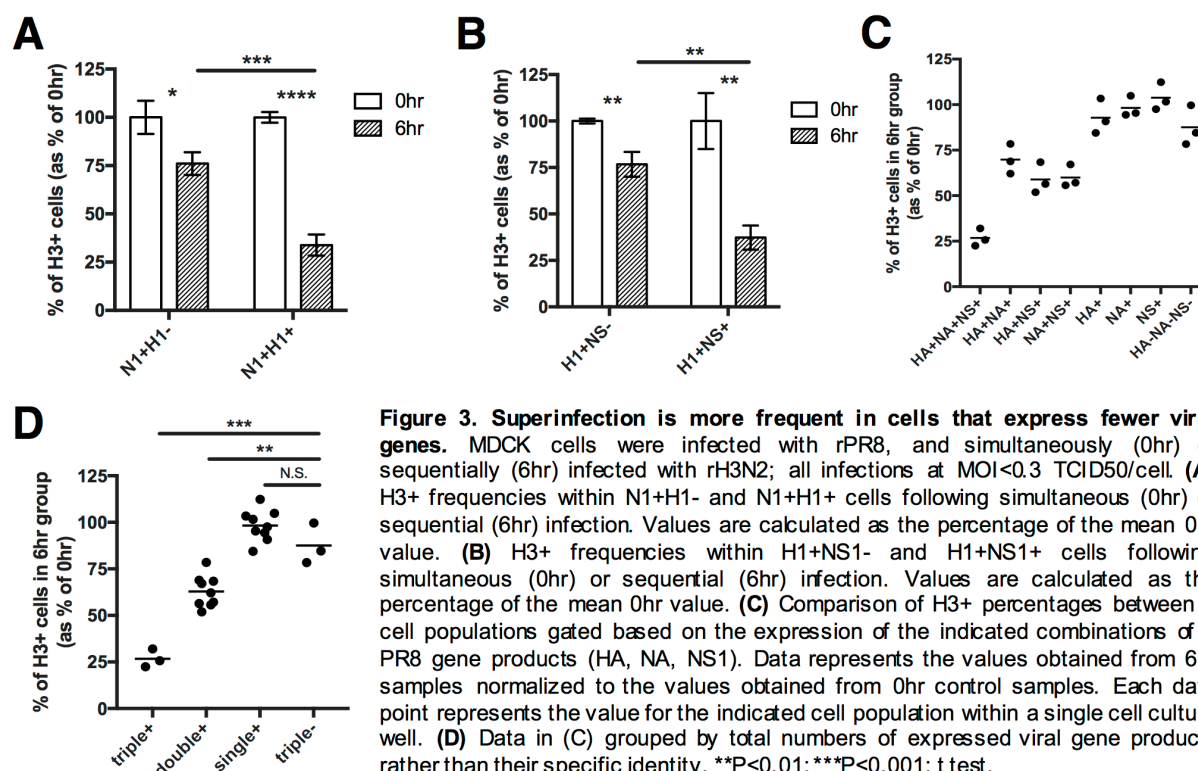 A
% of H3+ cells (as % of 0hr)
125
100
75
50
25
0
*
****
***
N1+H1-
N1+H1+
0hr
6hr
B
% of H3+ cells (as % of 0hr)
125
100
75
50
25
0
**
**
**
H1+NS-
H1+NS+
0hr
6hr
C
% of H3+ cells in 6hr group
(as % of 0hr)
125
100
75
50
25
0
HA+NA+NS+
HA+NA+
HA+NS+
NA+NS+
HA+
NA+
NS+
HA-NA-NS-
D
% of H3+ cells in 6hr group
(as % of 0hr)
125
100
75
50
25
0
***
**
N.S.
triple+
double+
single+
triple-
Figure 3. Superinfection is more frequent in cells that express fewer vir
genes. MDCK cells were infected with rPR8, and simultaneously (0hr)
sequentially (6hr) infected with rH3N2; all infections at MOI<0.3 TCID50/cell. (A
H3+ frequencies within N1+H1- and N1+H1+ cells following simultaneous (0hr)
sequential (6hr) infection. Values are calculated as the percentage of the mean 0
value. (B) H3+ frequencies within H1+NS1- and H1+NS1+ cells followin
simultaneous (0hr) or sequential (6hr) infection. Values are calculated as th
percentage of the mean 0hr value. (C) Comparison of H3+ percentages between
cell populations gated based on the expression of the indicated combinations of
PR8 gene products (HA, NA, NS1). Data represents the values obtained from 6
samples normalized to the values obtained from 0hr control samples. Each dat
point represents the value for the indicated cell population within a single cell cultu
well. (D) Data in (C) grouped by total numbers of expressed viral gene produc
rather than their specific identity. **P<0.01; ***P<0.001; t test.